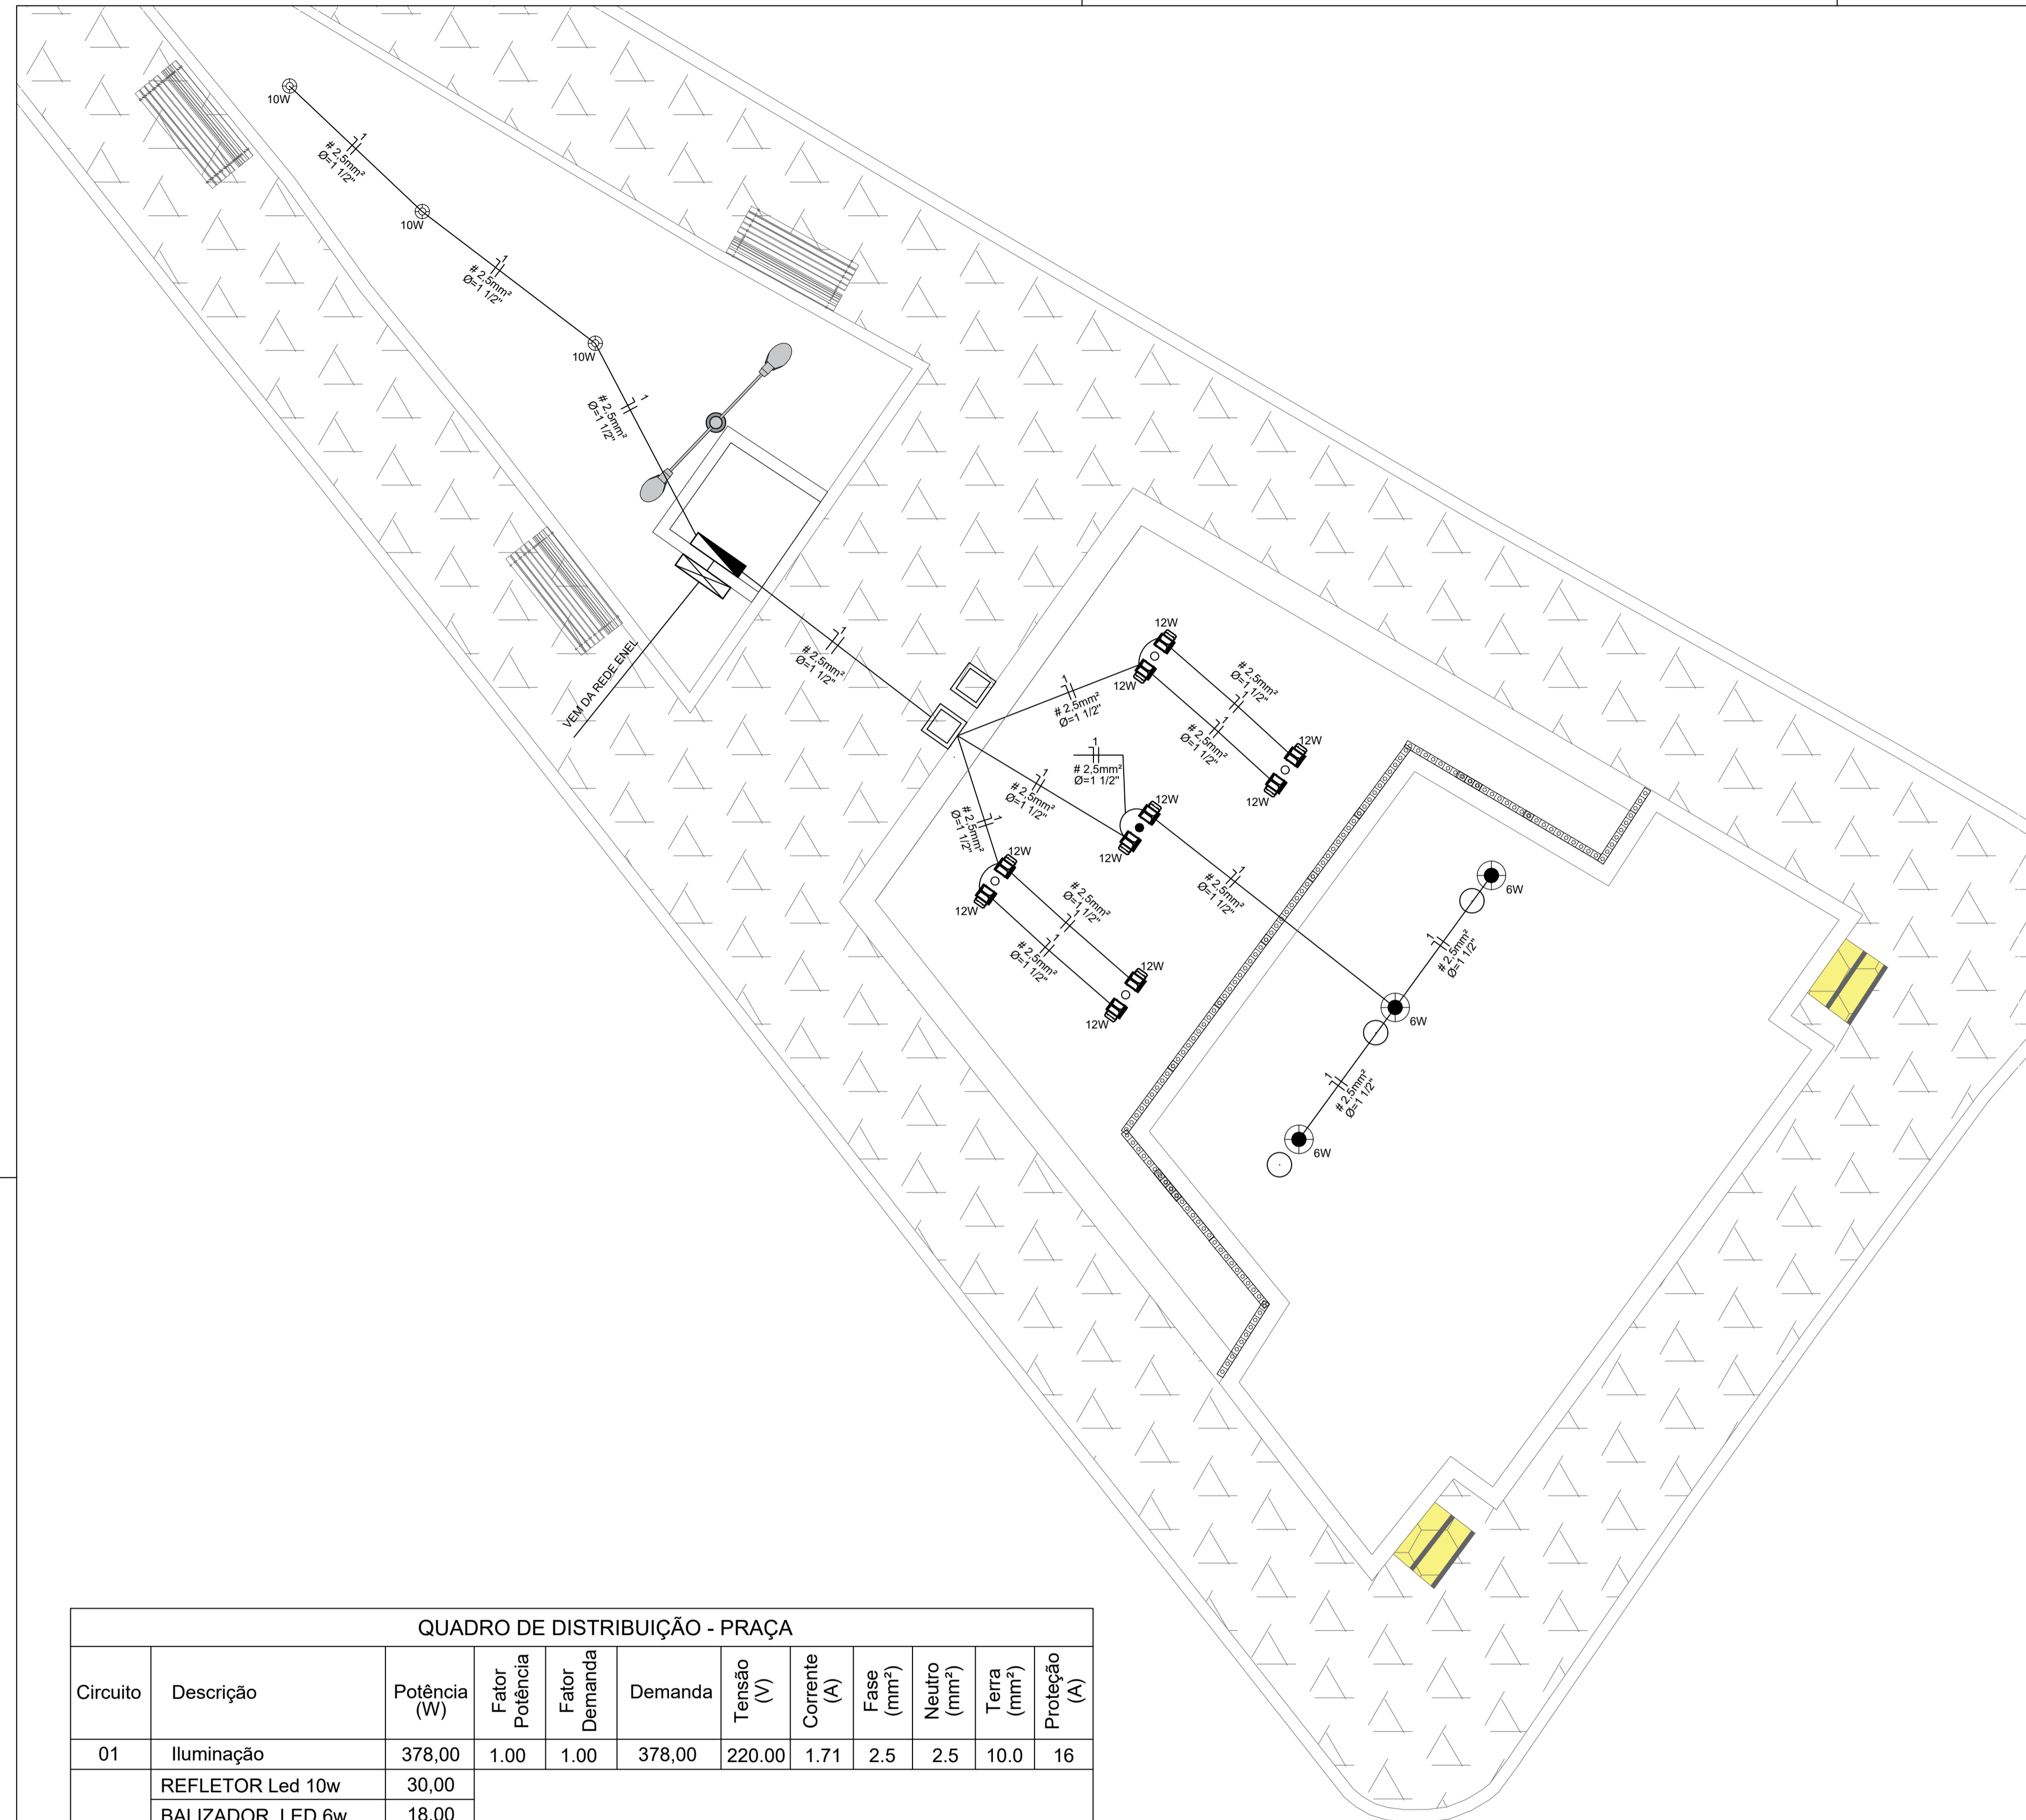 10W
1
# 2,5mm²
Ø=1 1/2"
10W
1
# 2,5mm²
Ø=1 1/2"
10W
1
# 2,5mm²
Ø=1 1/2"
VEM DA REDE ENEL
1
# 2,5mm²
Ø=1 1/2"
12W
12W
1
# 2,5mm²
Ø=1 1/2"
# 2,5mm²
Ø=1 1/2"
1
1
# 2,5mm²
Ø=1 1/2"
12W
12W
1
# 2,5mm²
Ø=1 1/2"
1
# 2,5mm²
Ø=1 1/2"
12W
12W
1
# 2,5mm²
Ø=1 1/2"
12W
12W
# 2,5mm²
Ø=1 1/2"
1
1
# 2,5mm²
Ø=1 1/2"
12W
12W
1
# 2,5mm²
Ø=1 1/2"
6W
1
# 2,5mm²
Ø=1 1/2"
6W
1
# 2,5mm²
Ø=1 1/2"
6W
QUADRO DE DISTRIBUIÇÃO - PRAÇA
Circuito Descrição Potência (W) Fator Potência Fator Demanda Demanda Tensão (V) Corrente (A) Fase (mm²) Neutro (mm²) Terra (mm²) Proteção (A)
01 Iluminação 378,00 1.00 1.00 378,00 220.00 1.71 2.5 2.5 10.0 16
REFLETOR Led 10w 30,00
BALIZADOR LED 6w 18,00